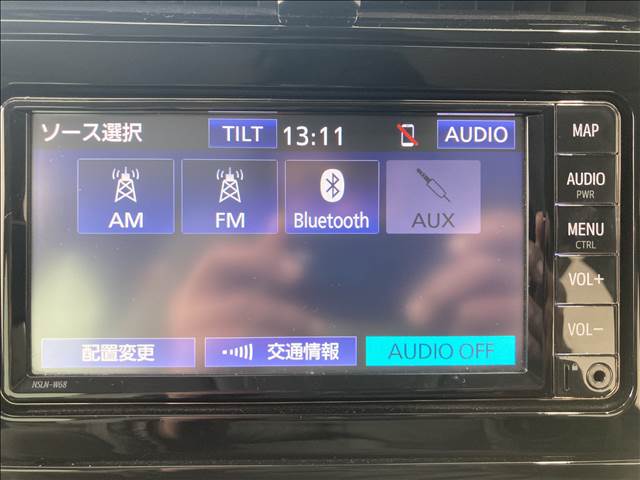 ソース選択
TILT
13:11
AUDIO
AM
FM
Bluetooth
AUX
配置変更
交通情報
AUDIO OFF
NSLN-W68
MAP
AUDIO
PWR
MENU
CTRL
VOL+
VOL-